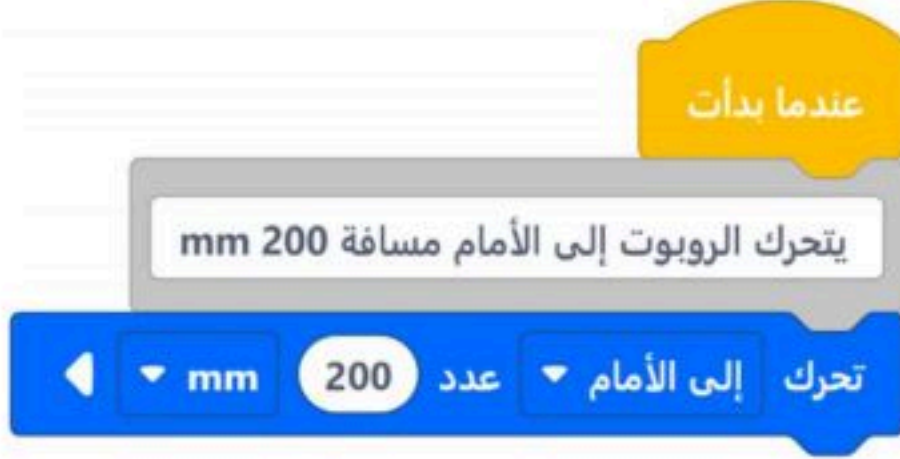 عندما بدأت
يتحرك الروبوت إلى الأمام مسافة 200 mm
تحرك إلى الأمام عدد 200 mm